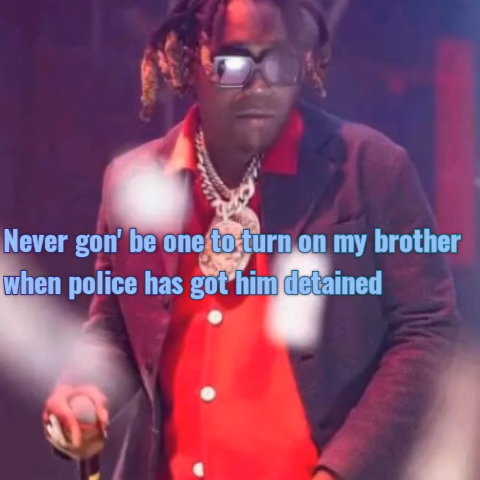 Never gon' be one to turn on my brother
when police has got him detained